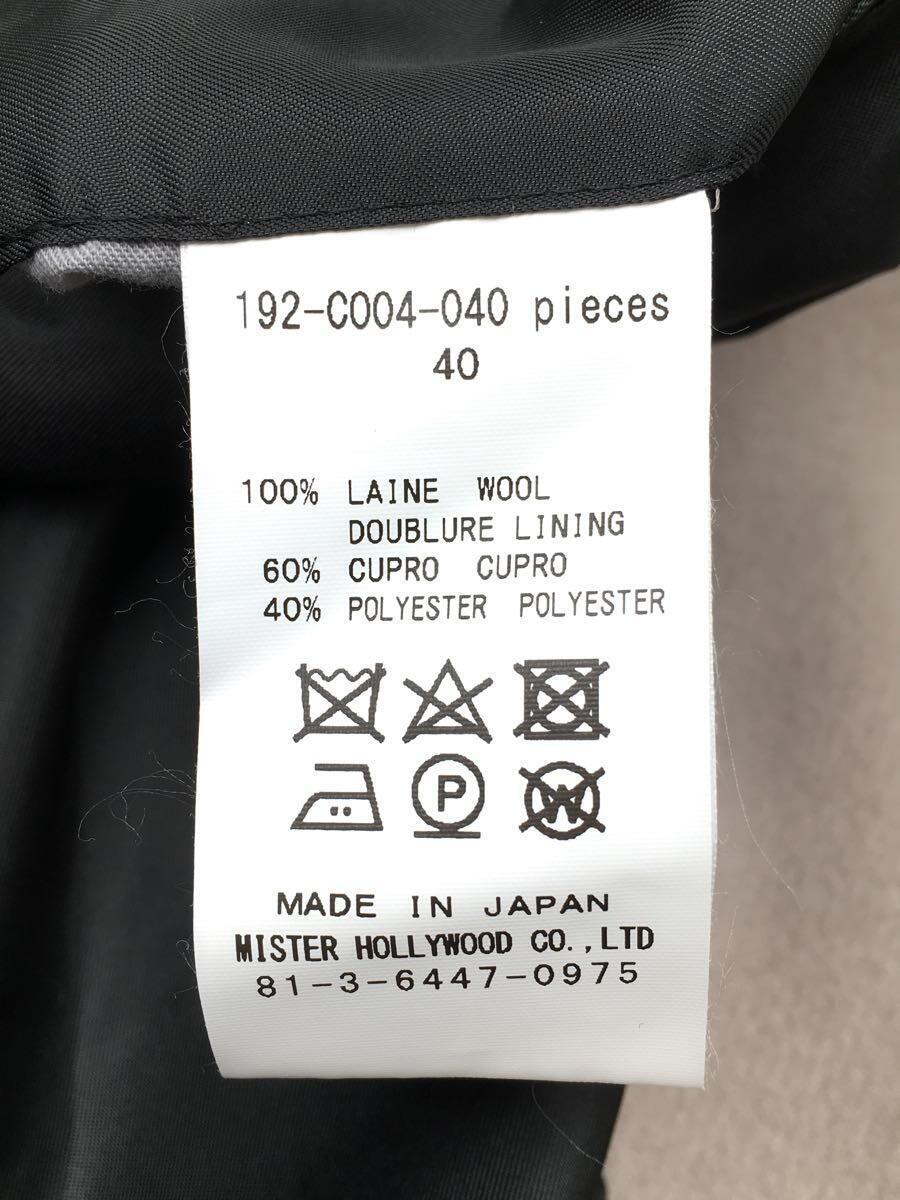 192-C004-040 pieces
40
100% LAINE WOOL
DOUBLURE LINING
60% CUPRO CUPRO
40% POLYESTER POLYESTER
P W
MADE IN JAPAN
MISTER HOLLYWOOD CO.,LTD
81-3-6447-0975